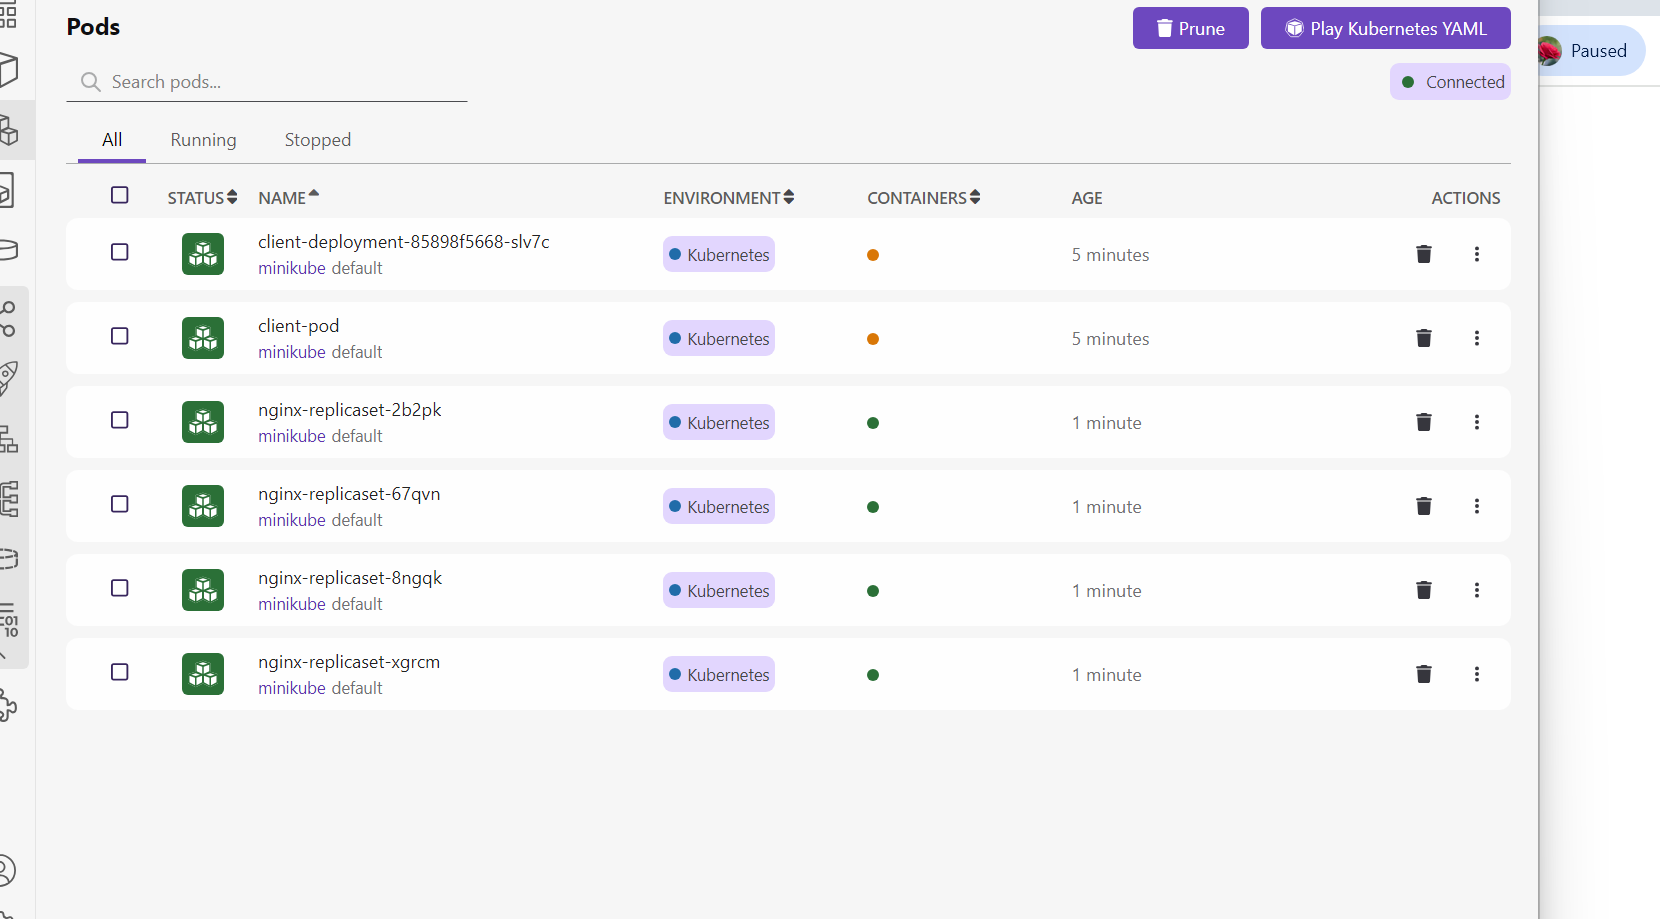 Pods
Prune
Play Kubernetes YAML
Paused
Search pods...
Connected
All
Running
Stopped
STATUS
NAME
ENVIRONMENT
CONTAINERS
AGE
ACTIONS
client-deployment-85898f5668-slv7c
minikube default
Kubernetes
5 minutes
client-pod
minikube default
Kubernetes
5 minutes
nginx-replicaset-2b2pk
minikube default
Kubernetes
1 minute
nginx-replicaset-67qvn
minikube default
Kubernetes
1 minute
nginx-replicaset-8ngqk
minikube default
Kubernetes
1 minute
nginx-replicaset-xgrcm
minikube default
Kubernetes
1 minute